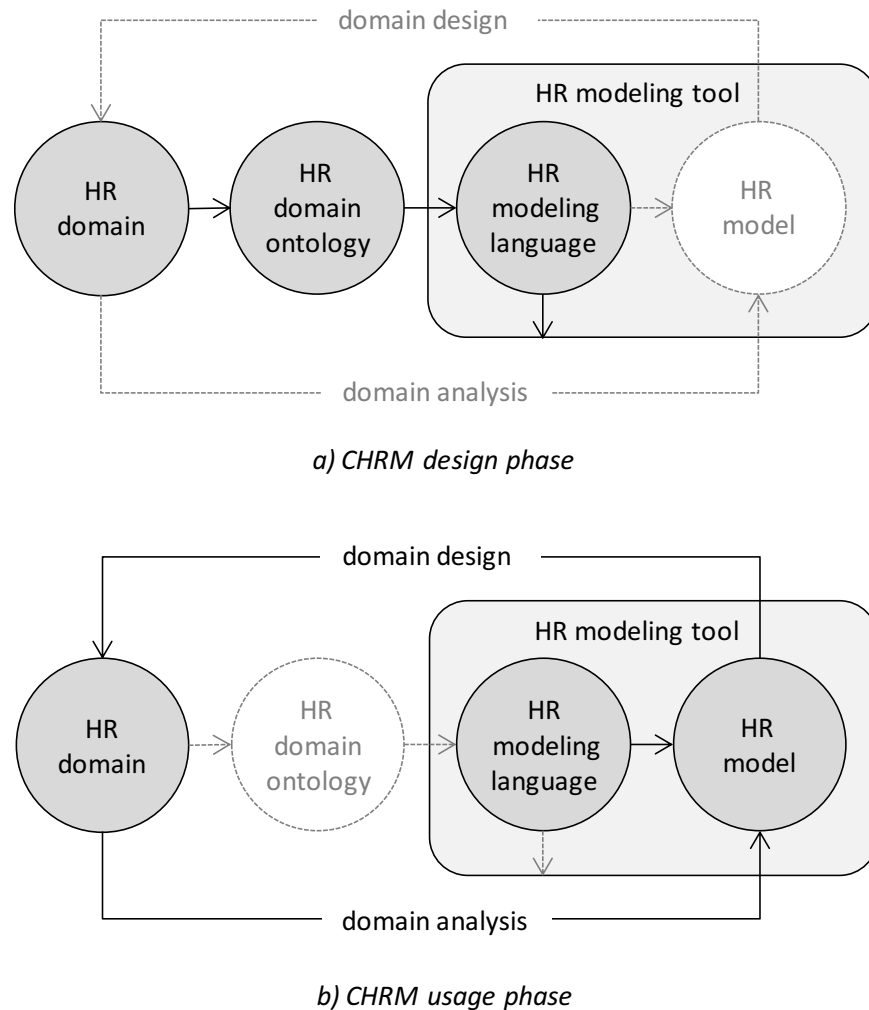 domain design
HR modeling tool
HR
domain
HR
domain
ontology
HR
modeling
language
HR
model
domain analysis
a) CHRM design phase
domain design
HR modeling tool
HR
domain
HR
domain
ontology
HR
modeling
language
HR
model
domain analysis
b) CHRM usage phase